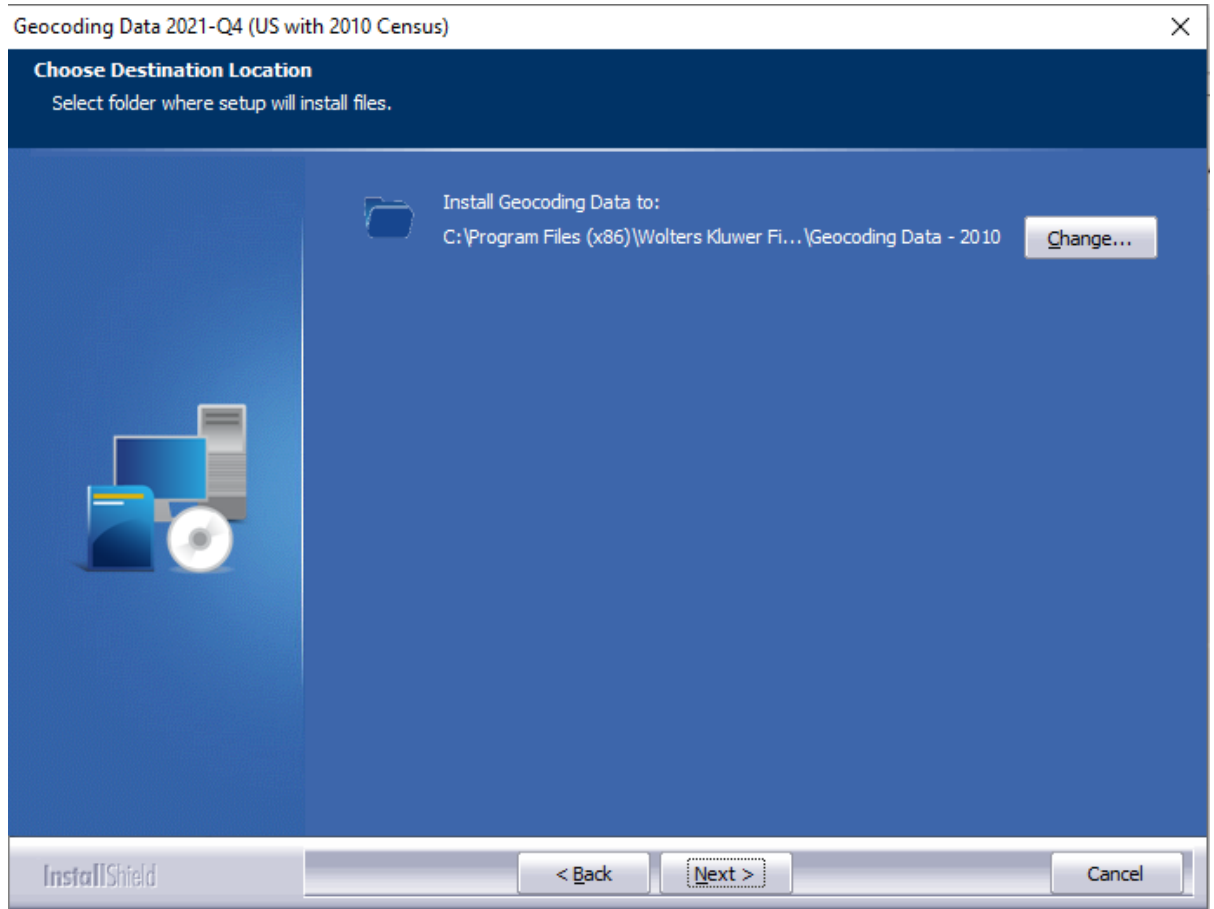 Geocoding Data 2021-Q4 (US with 2010 Census)
Choose Destination Location
Select folder where setup will install files.
Install Geocoding Data to:
C:\Program Files (x86)\Wolters Kluwer Fi...\Geocoding Data - 2010
Change...
InstallShield
< Back
Next >
Cancel